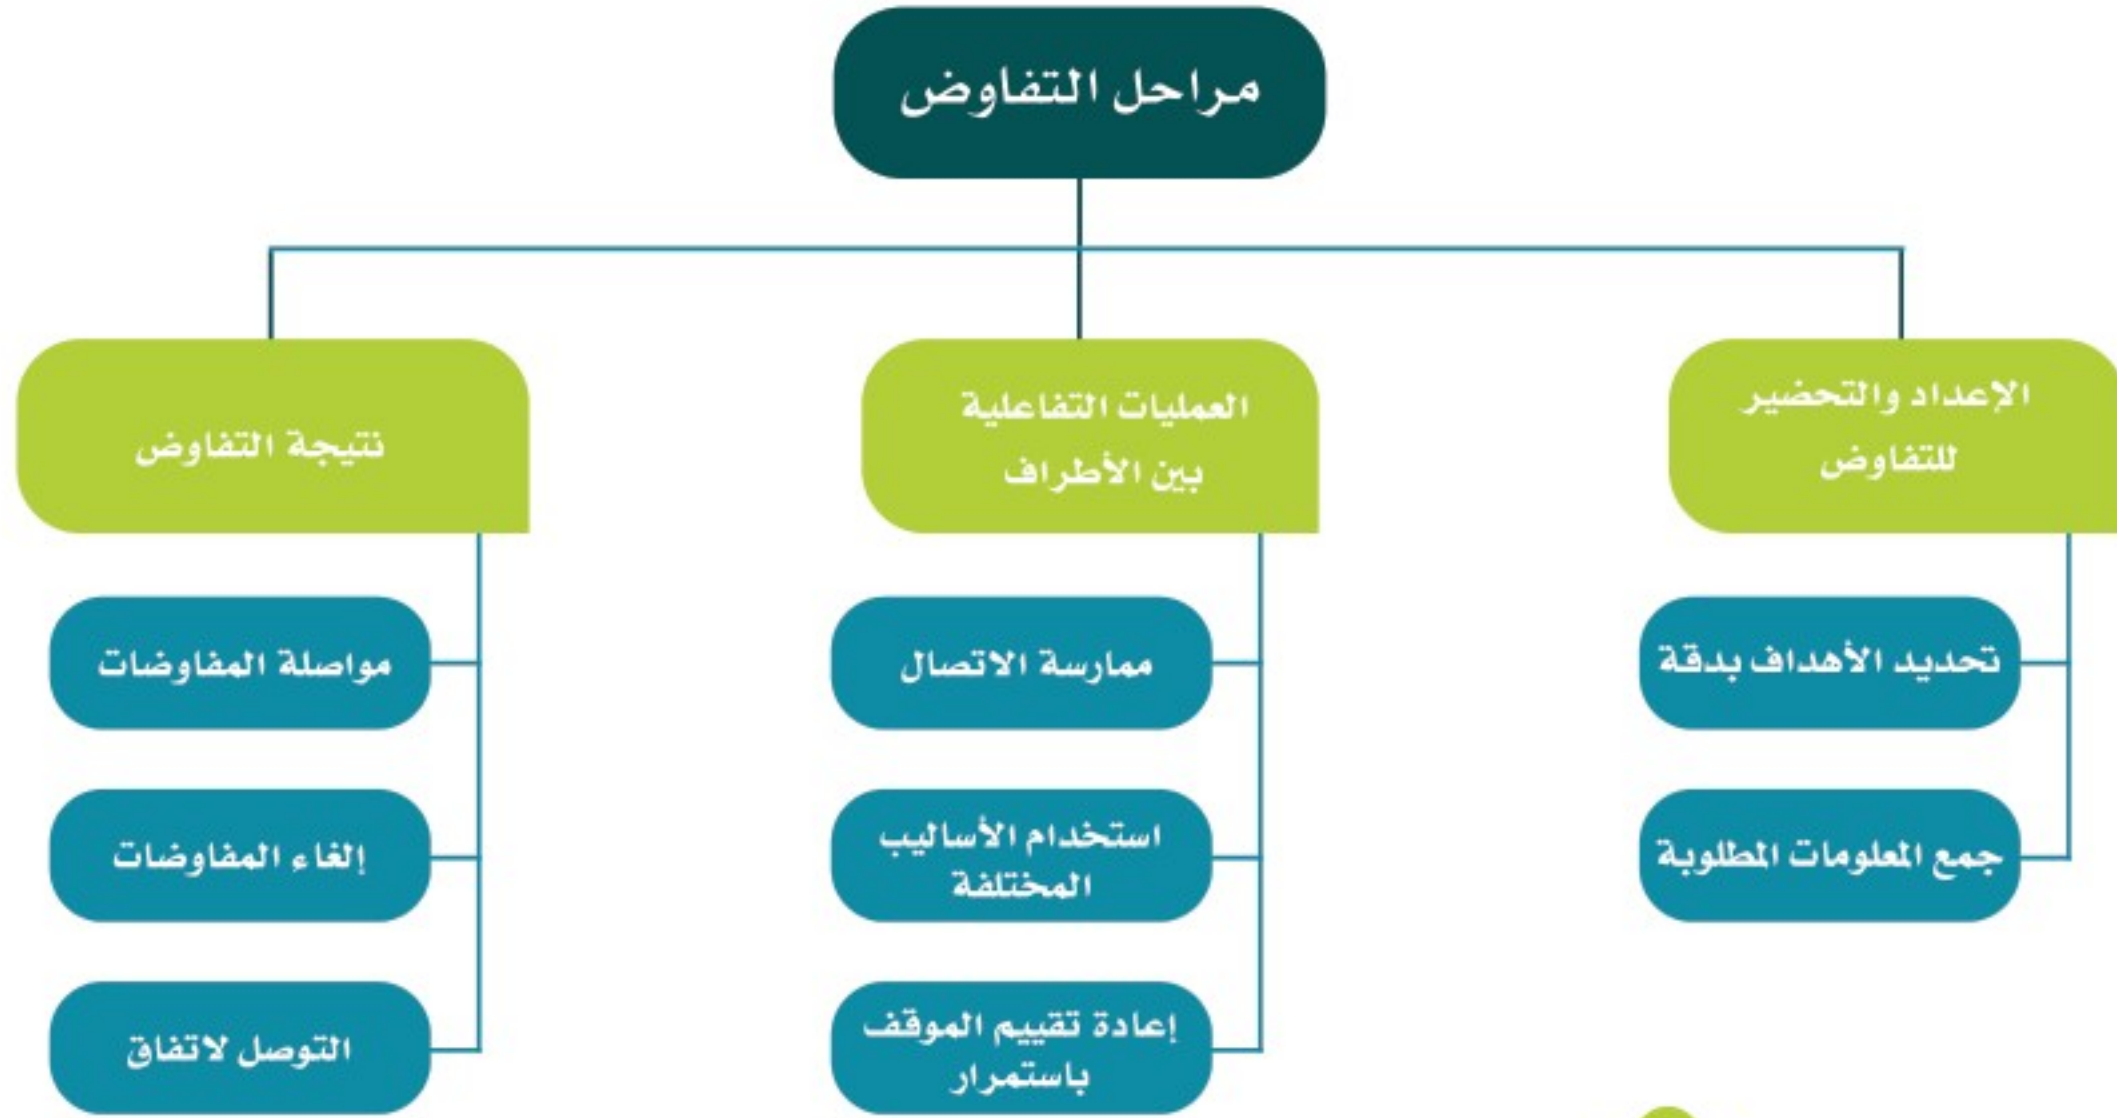 مراحل التفاوض
الإعداد والتحضير
للتفاوض
تحديد الأهداف بدقة
جمع المعلومات المطلوبة
العمليات التفاعلية
بين الأطراف
ممارسة الاتصال
استخدام الأساليب
المختلفة
إعادة تقييم الموقف
باستمرار
نتيجة التفاوض
مواصلة المفاوضات
إلغاء المفاوضات
التوصل لاتفاق